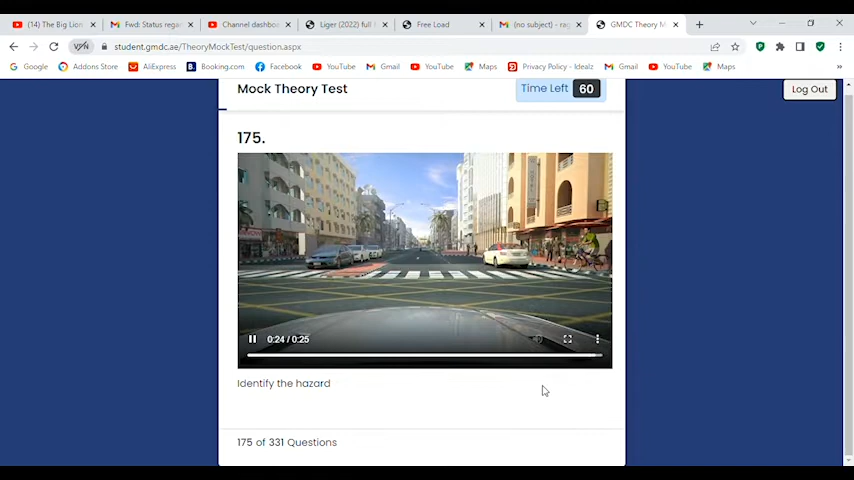 (14) The Big Lion
Fwd: Status regar
Channel dashbo
Liger (2022) full
Free Load
(no subject) - rag
GMDC Theory M
student.gmdc.ae/TheoryMockTest/question.aspx
Google
Addons Store
AliExpress
Booking.com
Facebook
YouTube
Gmail
YouTube
Maps
Privacy Policy - Idealz
Gmail
YouTube
Maps
Mock Theory Test
Time Left 60
Log Out
175.
0:24 / 0:25
Identify the hazard
175 of 331 Questions